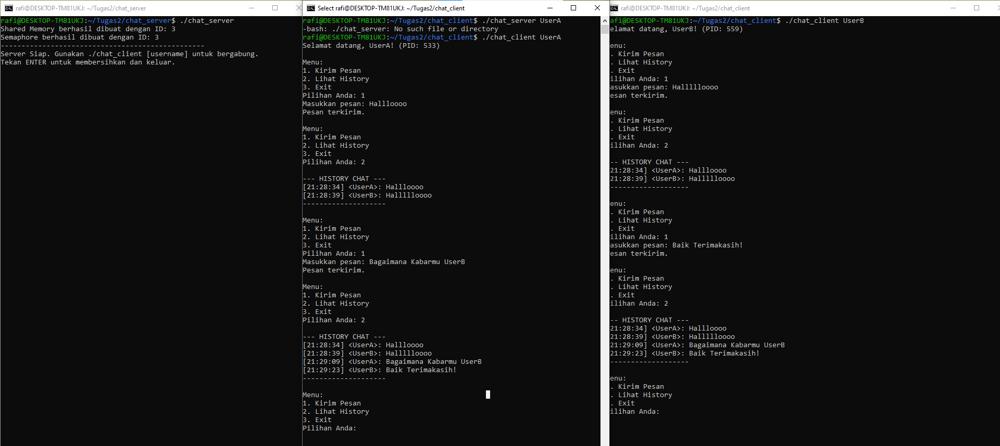 rafi@DESKTOP-TM81UKJ: ~/Tugas2/chat_server
rafi@DESKTOP-TM81UKJ:~/Tugas2/chat_server$ ./chat_server
Shared Memory berhasil dibuat dengan ID: 3
Semaphore berhasil dibuat dengan ID: 3
-------------------------------------------------
Server Siap. Gunakan ./chat_client [username] untuk bergabung.
Tekan ENTER untuk membersihkan dan keluar.
Select rafi@DESKTOP-TM81UKJ: ~/Tugas2/chat_client
rafi@DESKTOP-TM81UKJ:~/Tugas2/chat_client$ ./chat_server UserA
-bash: ./chat_server: No such file or directory
rafi@DESKTOP-TM81UKJ:~/Tugas2/chat_client$ ./chat_client UserA
Selamat datang, UserA! (PID: 533)
Menu:
1. Kirim Pesan
2. Lihat History
3. Exit
Pilihan Anda: 1
Masukkan pesan: Hallloooo
Pesan terkirim.
Menu:
1. Kirim Pesan
2. Lihat History
3. Exit
Pilihan Anda: 2
--- HISTORY CHAT ---
[21:28:34] <UserA>: Hallloooo
[21:28:39] <UserB>: Hallllloooo
--------------------
Menu:
1. Kirim Pesan
2. Lihat History
3. Exit
Pilihan Anda: 1
Masukkan pesan: Bagaimana Kabarmu UserB
Pesan terkirim.
Menu:
1. Kirim Pesan
2. Lihat History
3. Exit
Pilihan Anda: 2
--- HISTORY CHAT ---
[21:28:34] <UserA>: Hallloooo
[21:28:39] <UserB>: Hallllloooo
[21:29:09] <UserA>: Bagaimana Kabarmu UserB
[21:29:23] <UserB>: Baik Terimakasih!
--------------------
Menu:
1. Kirim Pesan
2. Lihat History
3. Exit
Pilihan Anda:
rafi@DESKTOP-TM81UKJ: ~/Tugas2/chat_client
afi@DESKTOP-TM81UKJ:~/Tugas2/chat_client$ ./chat_client UserB
elamat datang, UserB! (PID: 559)
enu:
. Kirim Pesan
. Lihat History
. Exit
ilihan Anda: 1
asukkan pesan: Hallllloooo
esan terkirim.
enu:
. Kirim Pesan
. Lihat History
. Exit
ilihan Anda: 2
-- HISTORY CHAT ---
21:28:34] <UserA>: Hallloooo
21:28:39] <UserB>: Hallllloooo
-------------------
enu:
. Kirim Pesan
. Lihat History
. Exit
ilihan Anda: 1
asukkan pesan: Baik Terimakasih!
esan terkirim.
enu:
. Kirim Pesan
. Lihat History
. Exit
ilihan Anda: 2
-- HISTORY CHAT ---
21:28:34] <UserA>: Hallloooo
21:28:39] <UserB>: Hallllloooo
21:29:09] <UserA>: Bagaimana Kabarmu UserB
21:29:23] <UserB>: Baik Terimakasih!
-------------------
enu:
. Kirim Pesan
. Lihat History
. Exit
ilihan Anda: